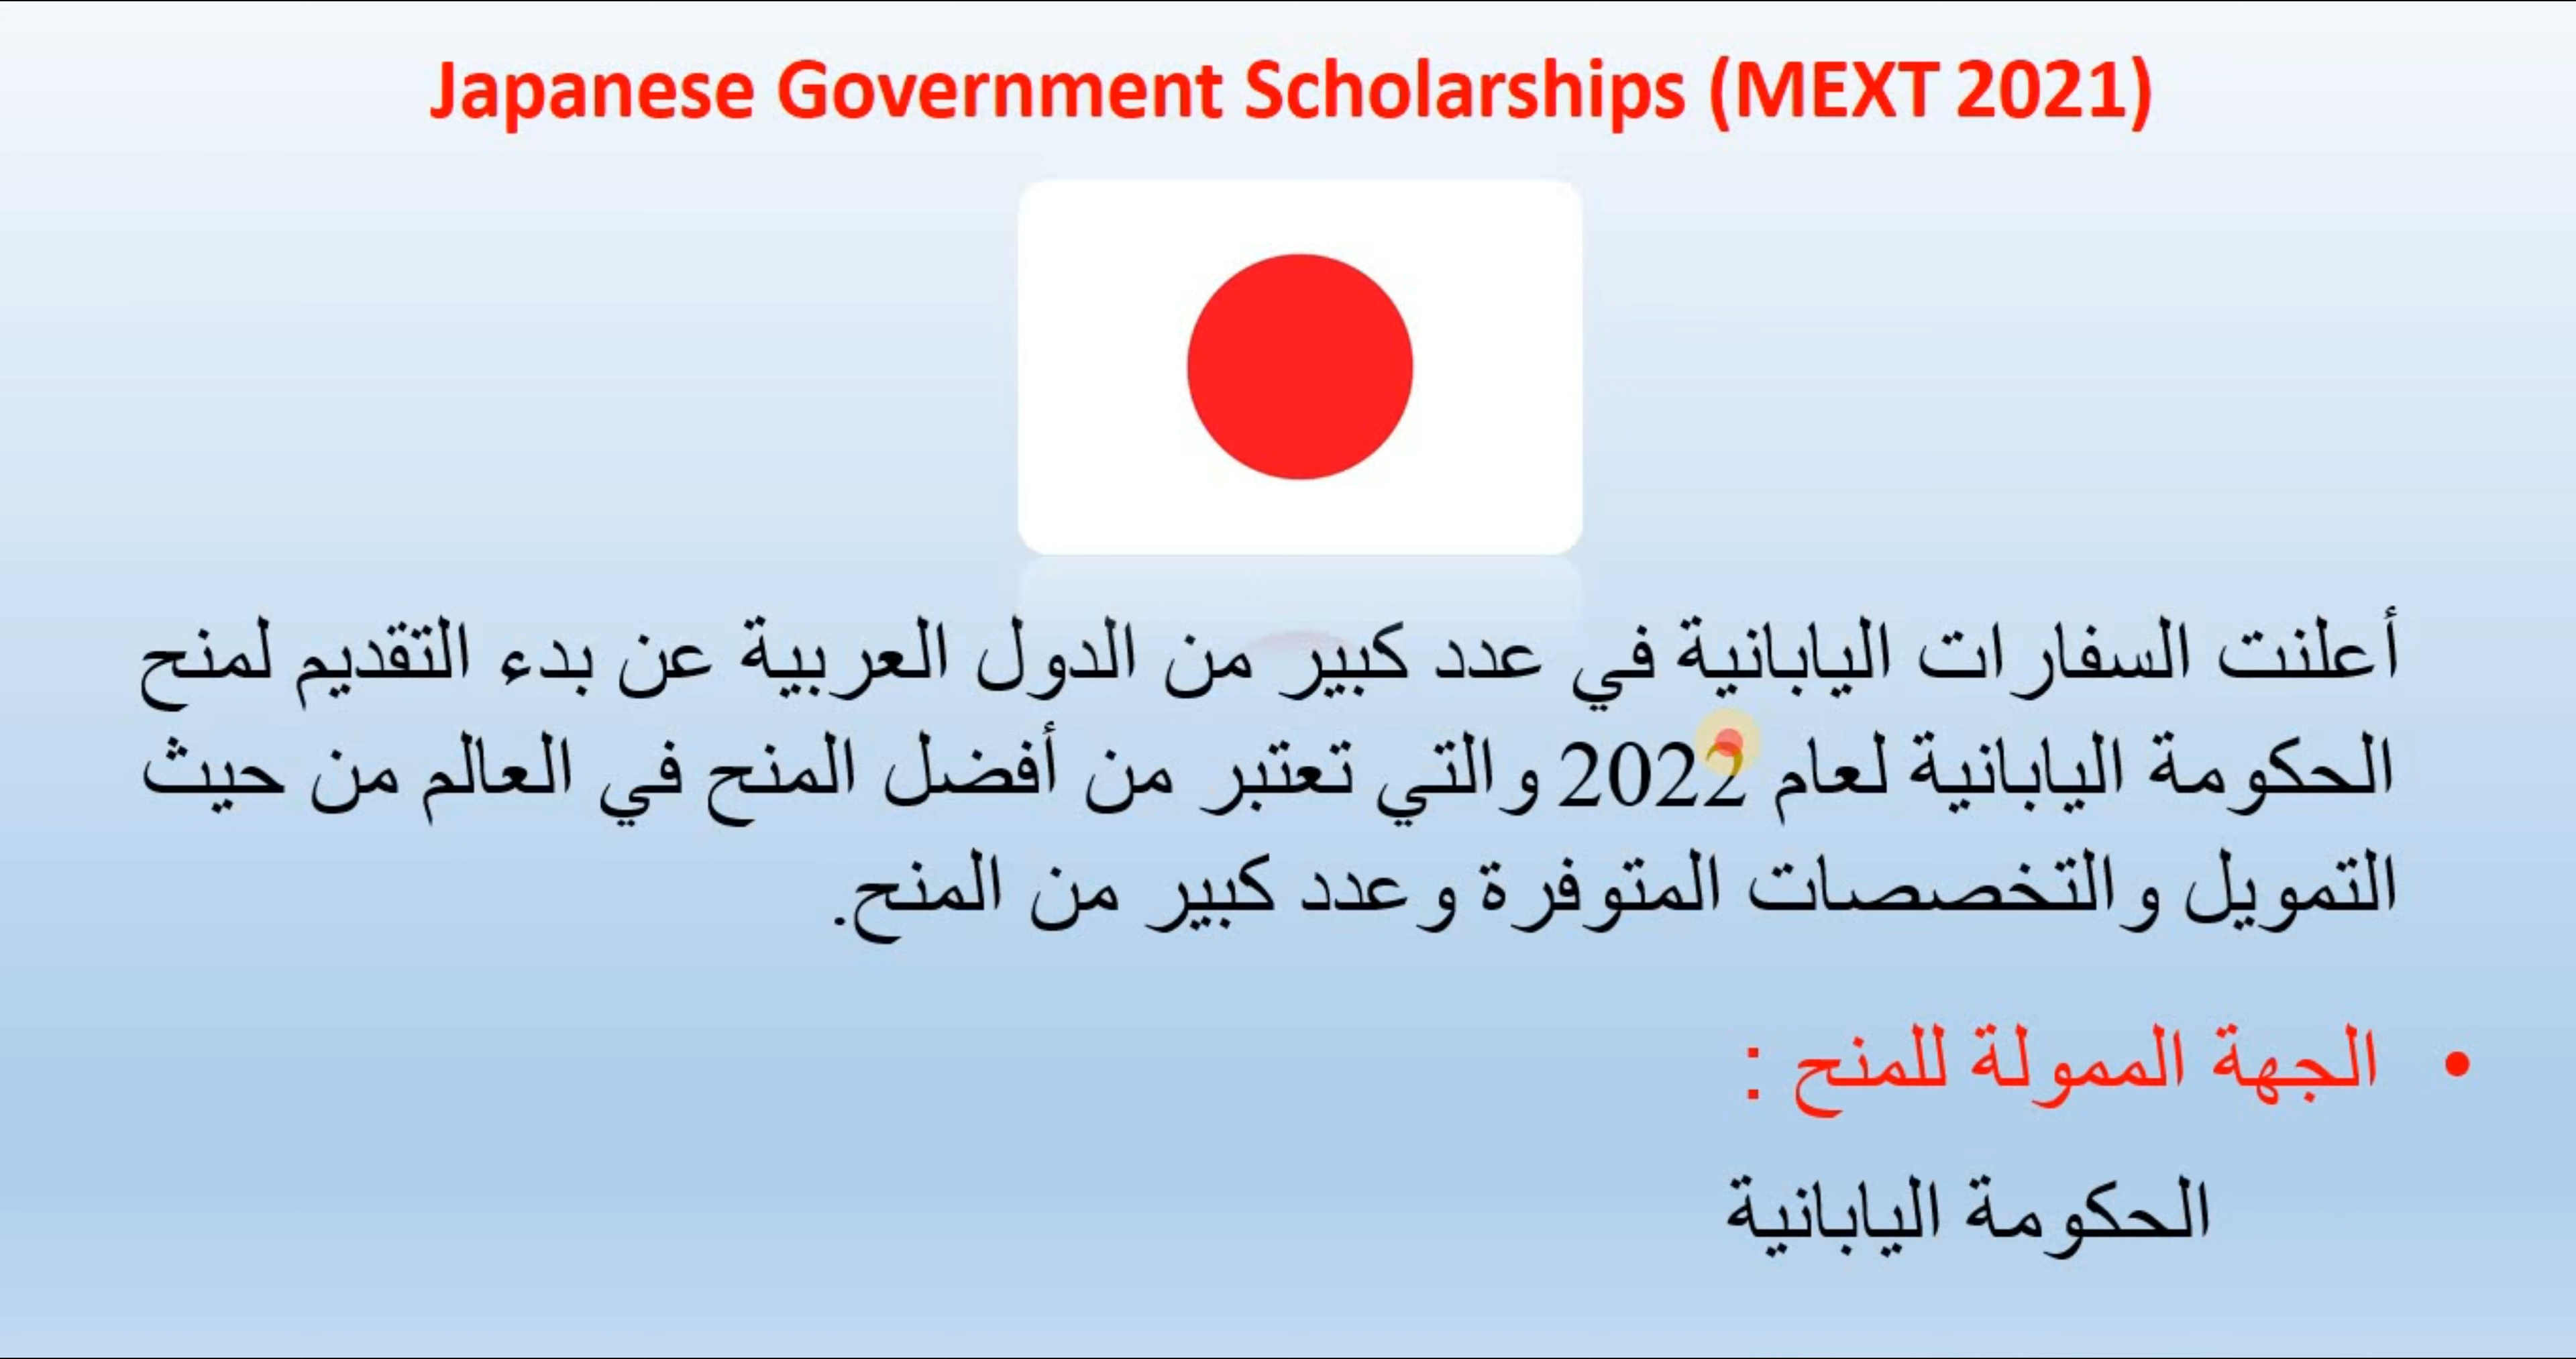 Japanese Government Scholarships (MEXT 2021)
أعلنت السفارات اليابانية في عدد كبير من الدول العربية عن بدء التقديم لمنح
الحكومة اليابانية لعام 2022 والتي تعتبر من أفضل المنح في العالم من حيث
التمويل والتخصصات المتوفرة وعدد كبير من المنح.
• الجهة الممولة للمنح :
الحكومة اليابانية